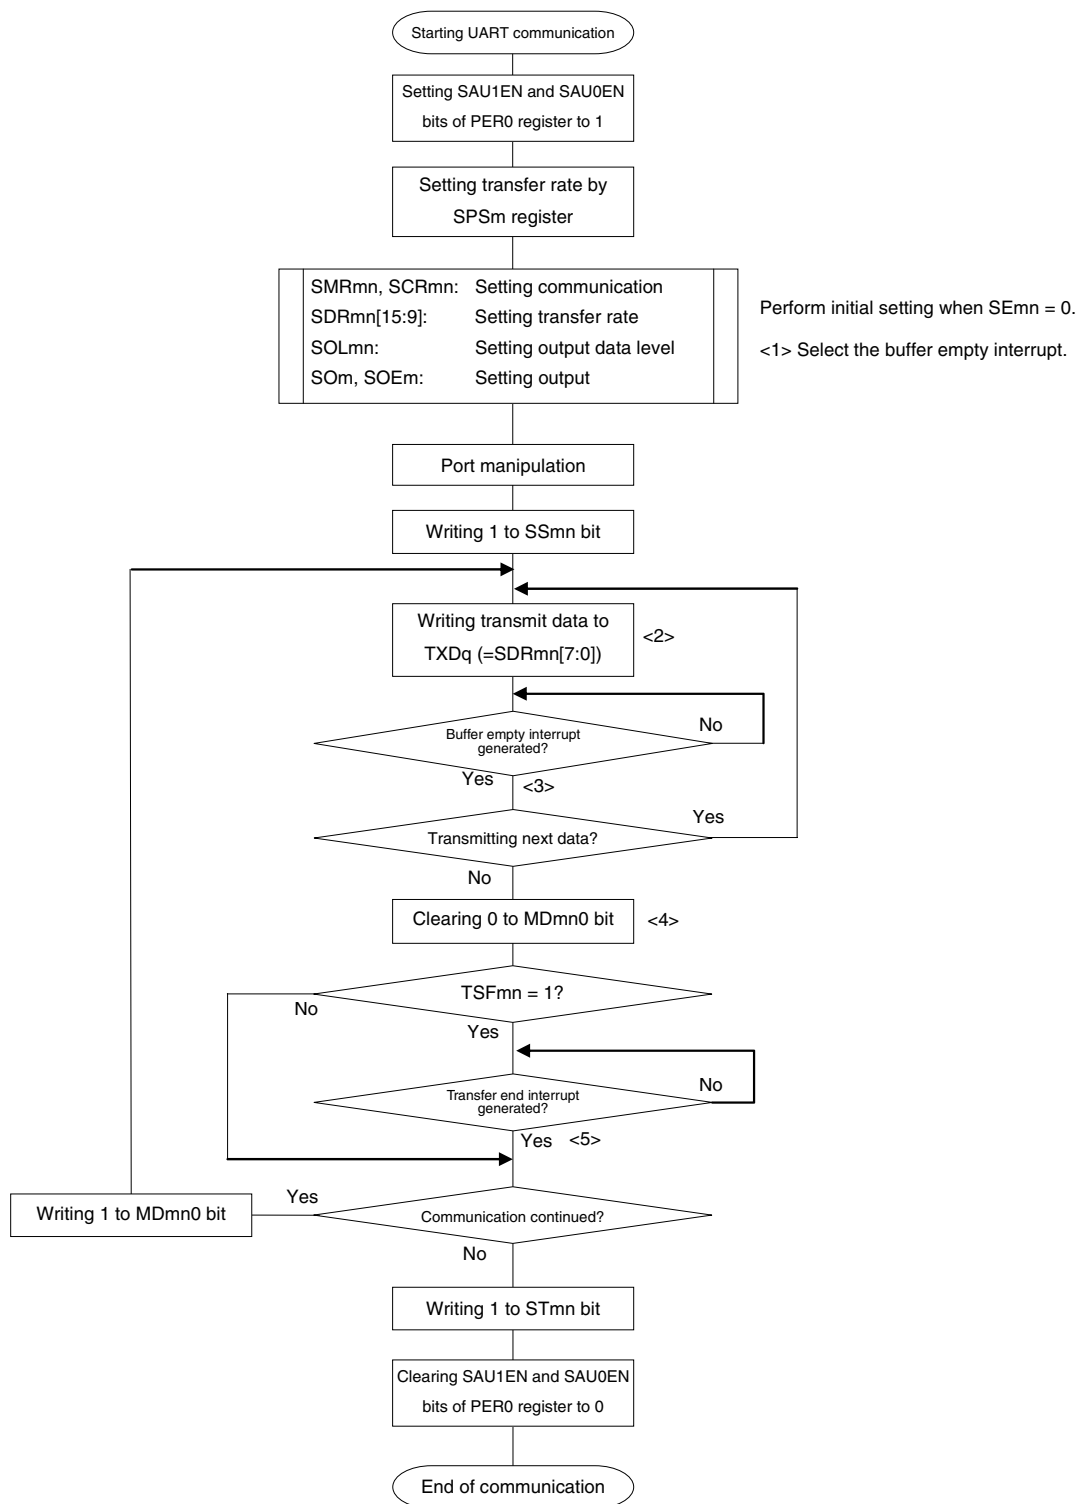 Starting UART communication
Setting SAU1EN and SAU0EN
bits of PER0 register to 1
Setting transfer rate by
SPSm register
SMRmn, SCRmn: Setting communication
SDRmn[15:9]: Setting transfer rate
SOLmn: Setting output data level
SOm, SOEm: Setting output
Perform initial setting when SEmn = 0.
<1> Select the buffer empty interrupt.
Port manipulation
Writing 1 to SSmn bit
Writing transmit data to
TXDq (=SDRmn[7:0])
<2>
Buffer empty interrupt
generated?
No
Yes
<3>
Transmitting next data?
Yes
No
Clearing 0 to MDmn0 bit
<4>
TSFmn = 1?
No
Yes
Transfer end interrupt
generated?
No
Yes
<5>
Communication continued?
Yes
Writing 1 to MDmn0 bit
No
Writing 1 to STmn bit
Clearing SAU1EN and SAU0EN
bits of PER0 register to 0
End of communication